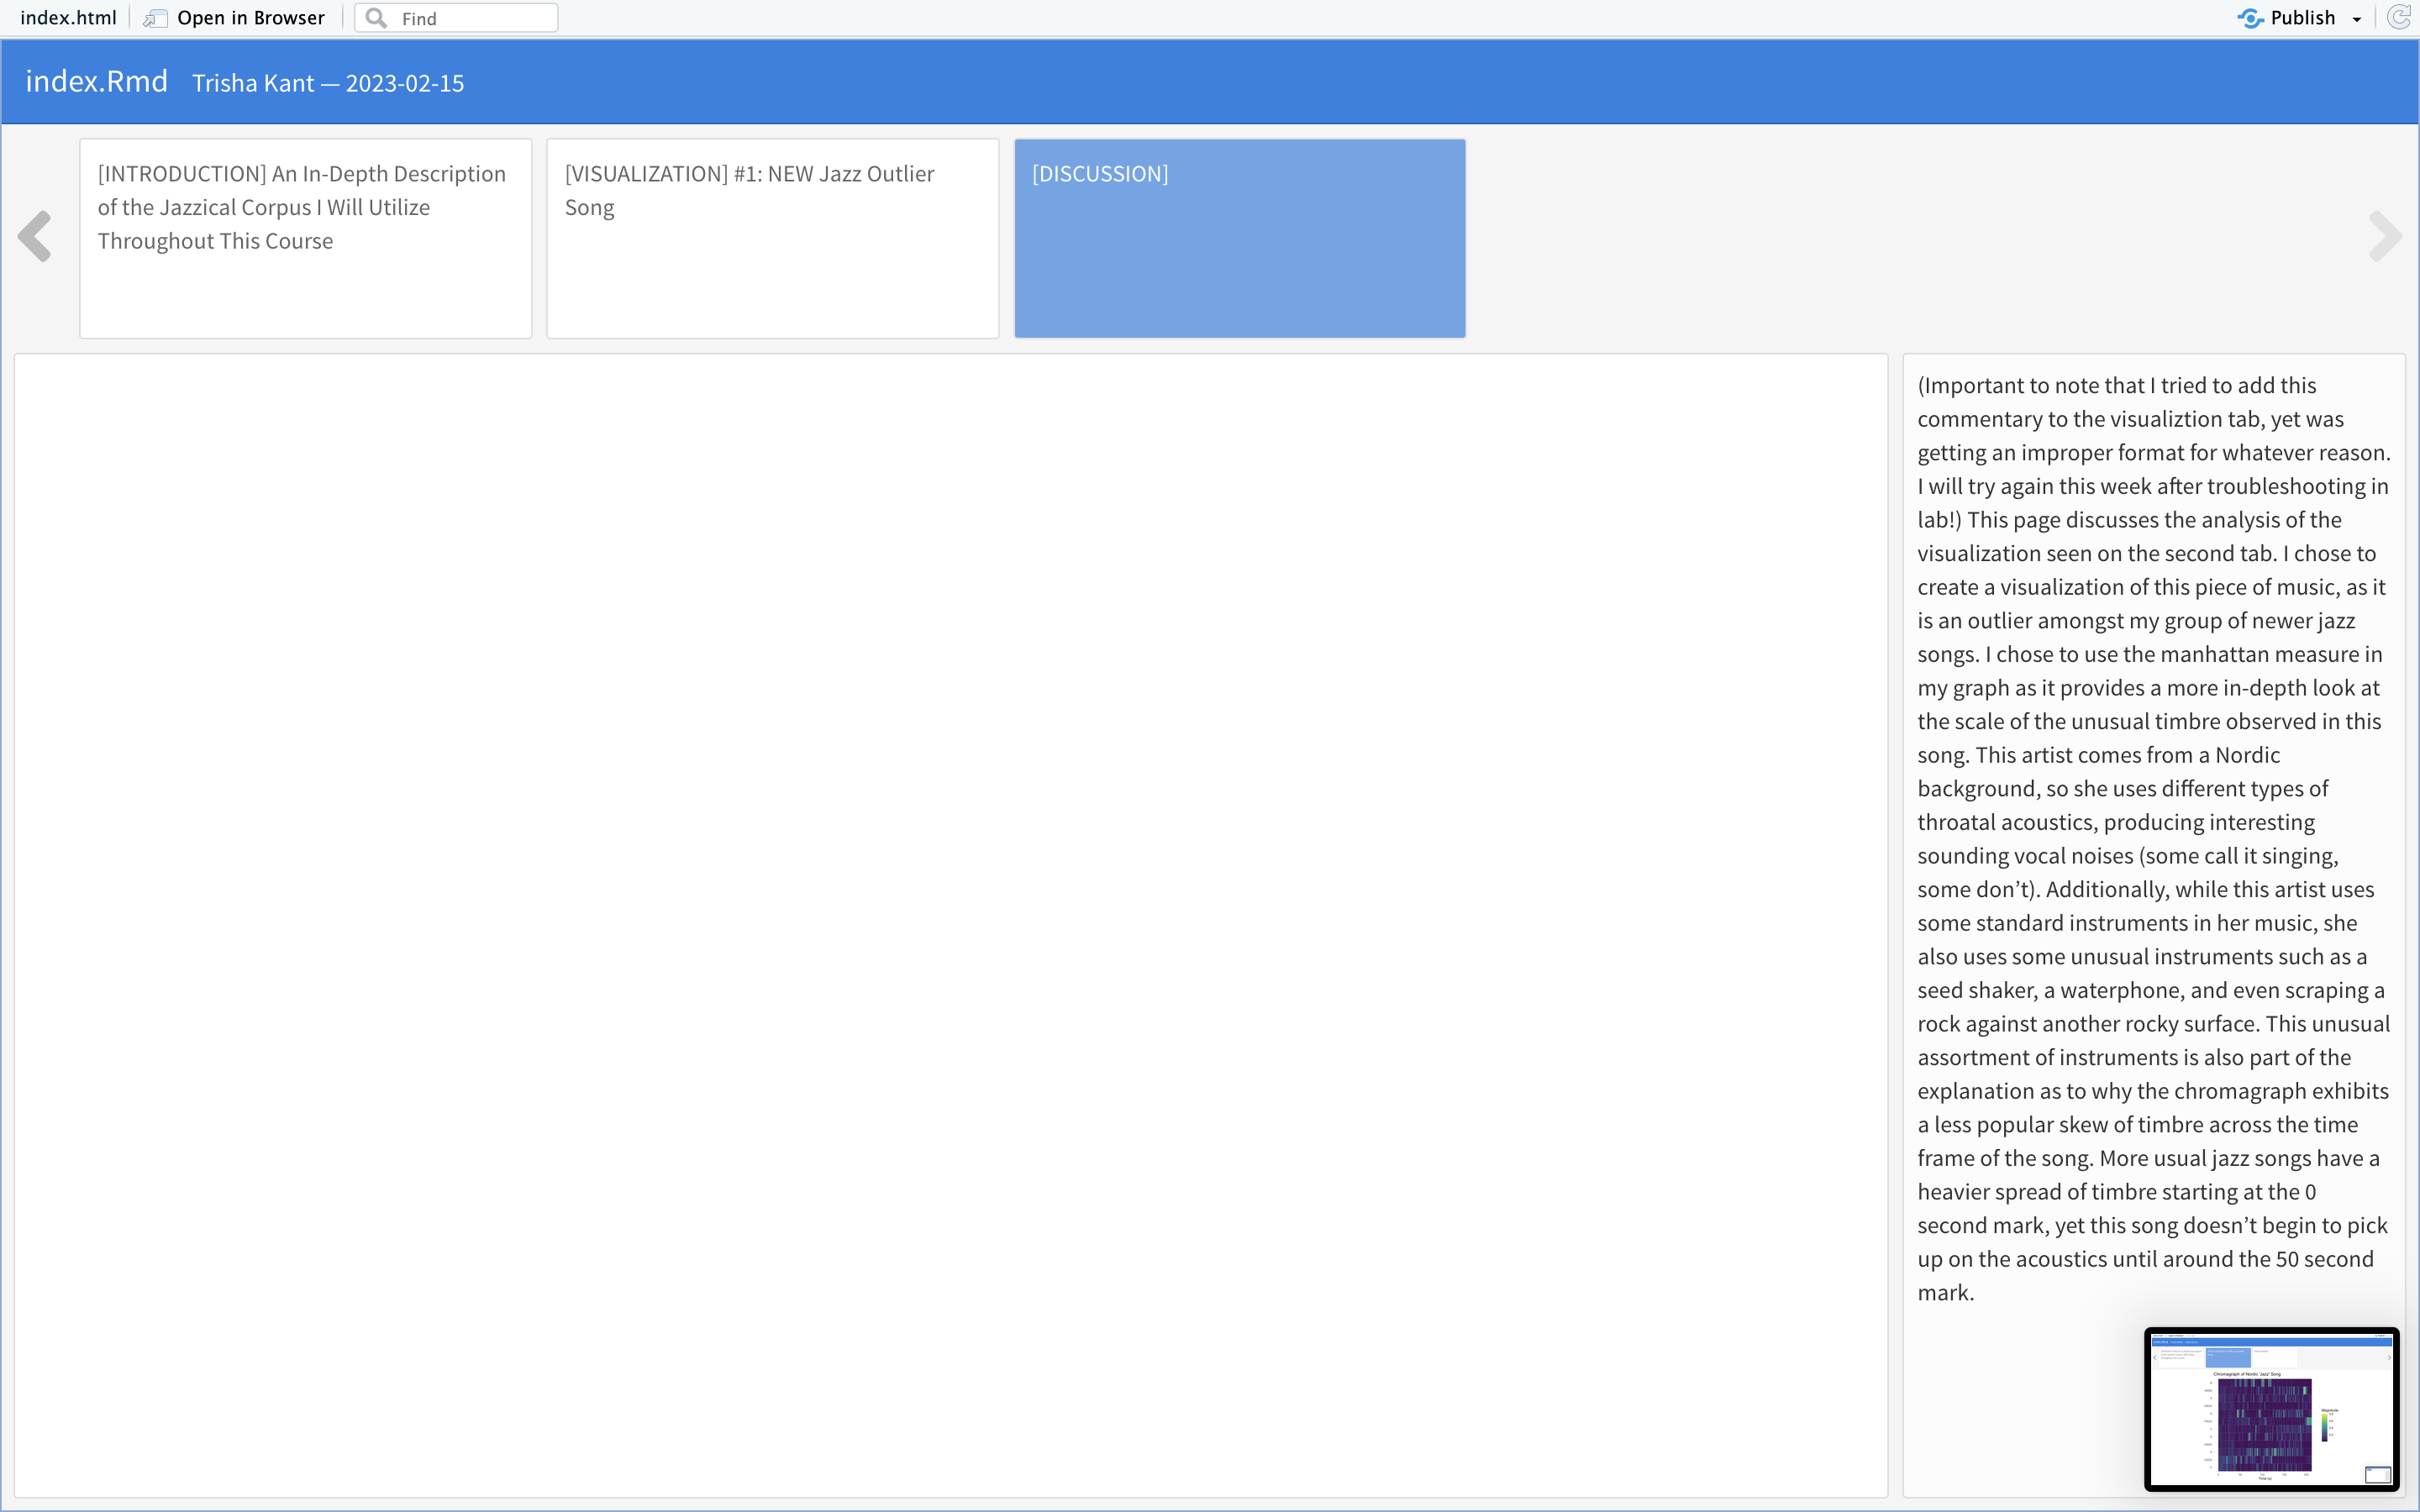 index.html
Open in Browser
Find
Publish
index.Rmd Trisha Kant — 2023-02-15
[INTRODUCTION] An In-Depth Description
of the Jazzical Corpus I Will Utilize
Throughout This Course
[VISUALIZATION] #1: NEW Jazz Outlier
Song
[DISCUSSION]
(Important to note that I tried to add this
commentary to the visualiztion tab, yet was
getting an improper format for whatever reason.
I will try again this week after troubleshooting in
lab!) This page discusses the analysis of the
visualization seen on the second tab. I chose to
create a visualization of this piece of music, as it
is an outlier amongst my group of newer jazz
songs. I chose to use the manhattan measure in
my graph as it provides a more in-depth look at
the scale of the unusual timbre observed in this
song. This artist comes from a Nordic
background, so she uses different types of
throatal acoustics, producing interesting
sounding vocal noises (some call it singing,
some don’t). Additionally, while this artist uses
some standard instruments in her music, she
also uses some unusual instruments such as a
seed shaker, a waterphone, and even scraping a
rock against another rocky surface. This unusual
assortment of instruments is also part of the
explanation as to why the chromagraph exhibits
a less popular skew of timbre across the time
frame of the song. More usual jazz songs have a
heavier spread of timbre starting at the 0
second mark, yet this song doesn’t begin to pick
up on the acoustics until around the 50 second
mark.
Chromagraph of Nordic 'Jazz' Song
Magnitude
Time (s)